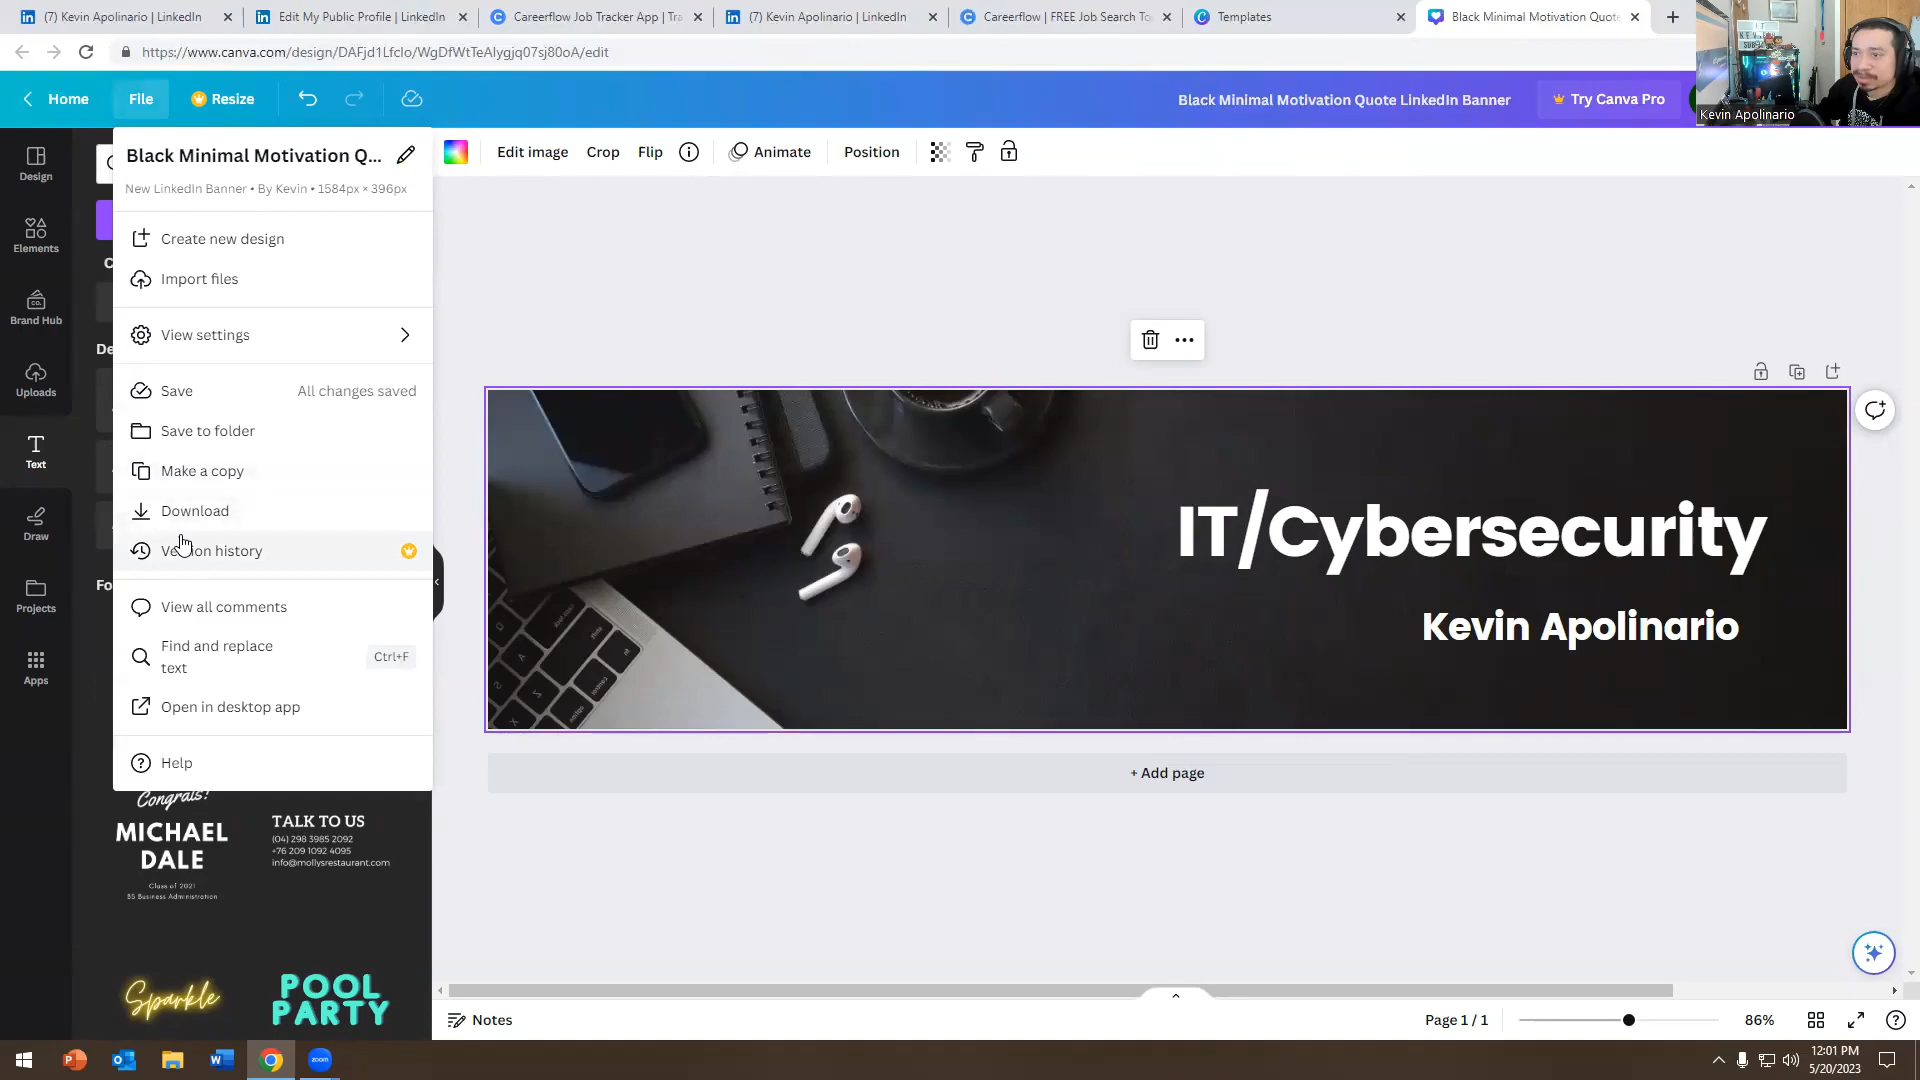 (7) Kevin Apolinario | LinkedIn
Edit My Public Profile | LinkedIn
Careerflow Job Tracker App | Tra
(7) Kevin Apolinario | LinkedIn
Careerflow | FREE Job Search To
Templates
Black Minimal Motivation Quote
https://www.canva.com/design/DAFjd1Lfclo/WgDfWtTeAlygjq07sj80oA/edit
Kevin Apolinario
Home
File
Resize
Black Minimal Motivation Quote LinkedIn Banner
Try Canva Pro
Edit image
Crop
Flip
Animate
Position
Design
Elements
Brand Hub
Uploads
Text
Draw
Projects
Apps
Black Minimal Motivation Q...
New LinkedIn Banner • By Kevin • 1584px × 396px
Create new design
Import files
View settings
Save
All changes saved
Save to folder
Make a copy
Download
Version history
View all comments
Find and replace
text
Ctrl+F
Open in desktop app
Help
De
Fo
Congrats!
MICHAEL
DALE
Class of 2021
BS Business Administration
TALK TO US
(04) 298 3985 2092
+76 209 1092 4095
info@mollysrestaurant.com
Sparkle
POOL
PARTY
IT/Cybersecurity
Kevin Apolinario
+ Add page
Notes
Page 1 / 1
86%
zoom
12:01 PM
5/20/2023